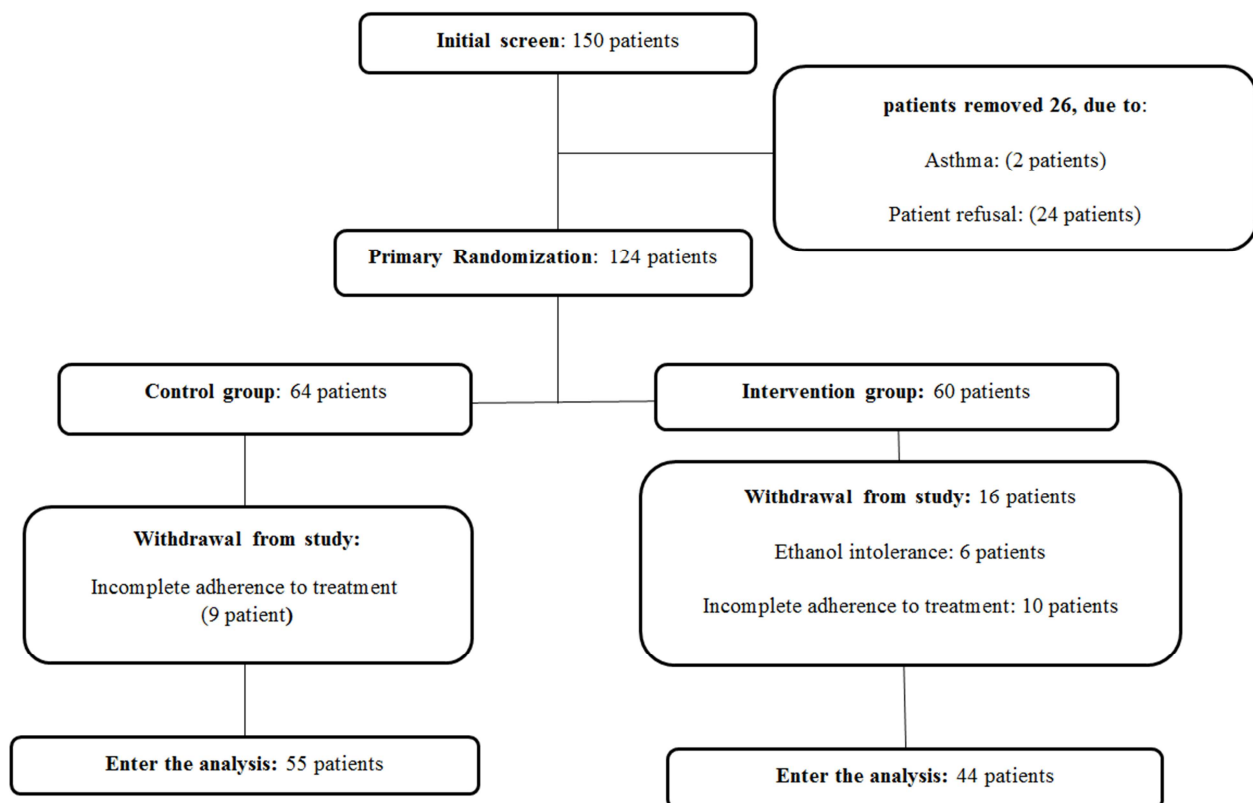 Initial screen: 150 patients
patients removed 26, due to:
Asthma: (2 patients)
Patient refusal: (24 patients)
Primary Randomization: 124 patients
Control group: 64 patients
Intervention group: 60 patients
Withdrawal from study:
Incomplete adherence to treatment
(9 patient)
Withdrawal from study: 16 patients
Ethanol intolerance: 6 patients
Incomplete adherence to treatment: 10 patients
Enter the analysis: 55 patients
Enter the analysis: 44 patients